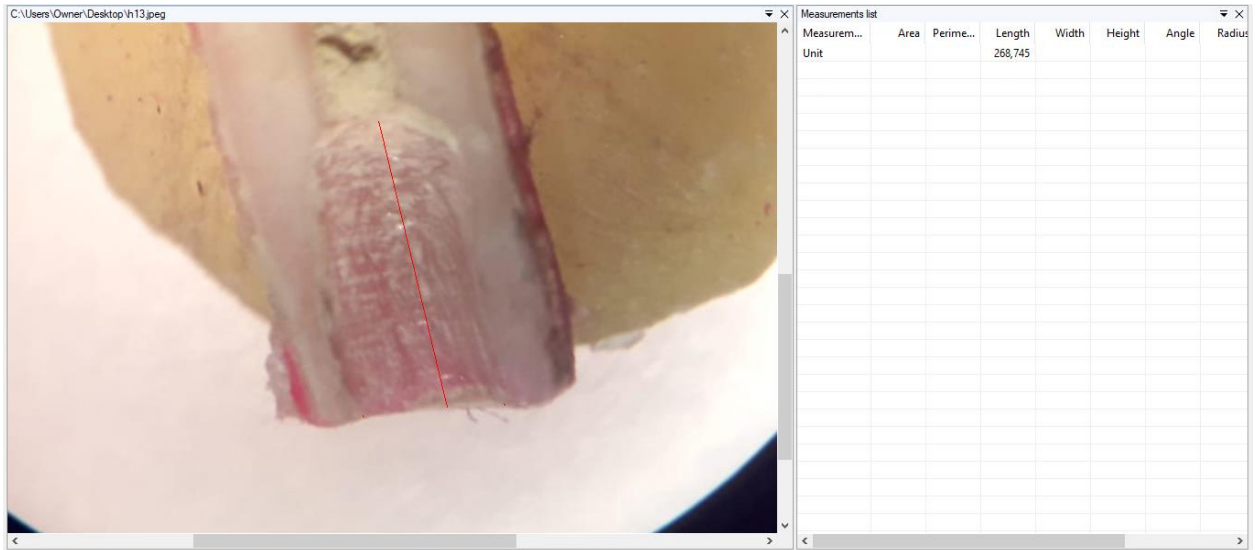 C:\Users\Owner\Desktop\h13.jpeg
Measurements list
Measurem... Area Perime... Length Width Height Angle Radius
Unit 268,745